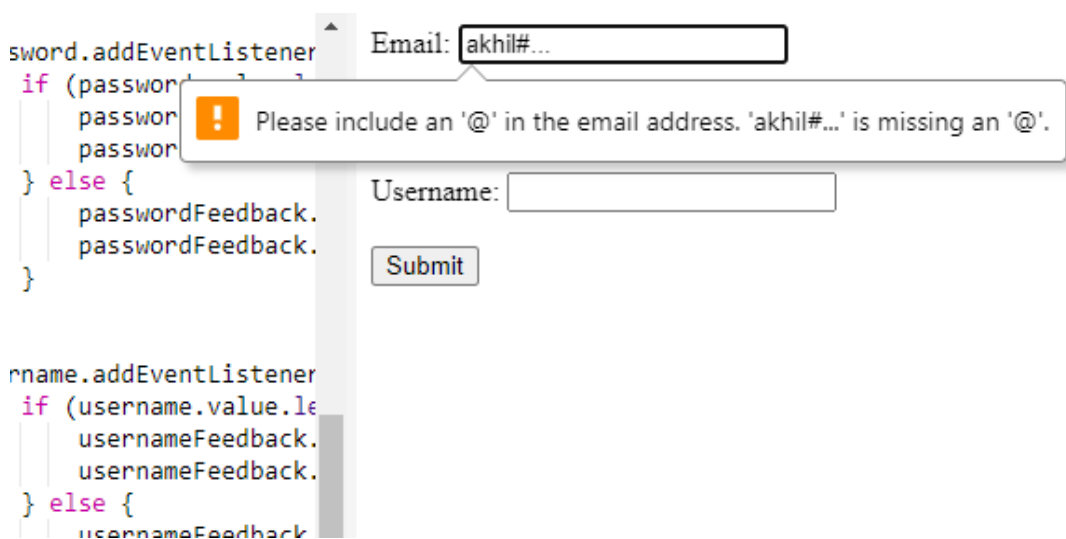 sword.addEventListener
if (passwor
passwor
passwor
} else {
passwordFeedback.
passwordFeedback.
}
rname.addEventListener
if (username.value.le
usernameFeedback.
usernameFeedback.
} else {
usernameFeedback
Email: akhil#...
Please include an '@' in the email address. 'akhil#...' is missing an '@'.
Username:
Submit